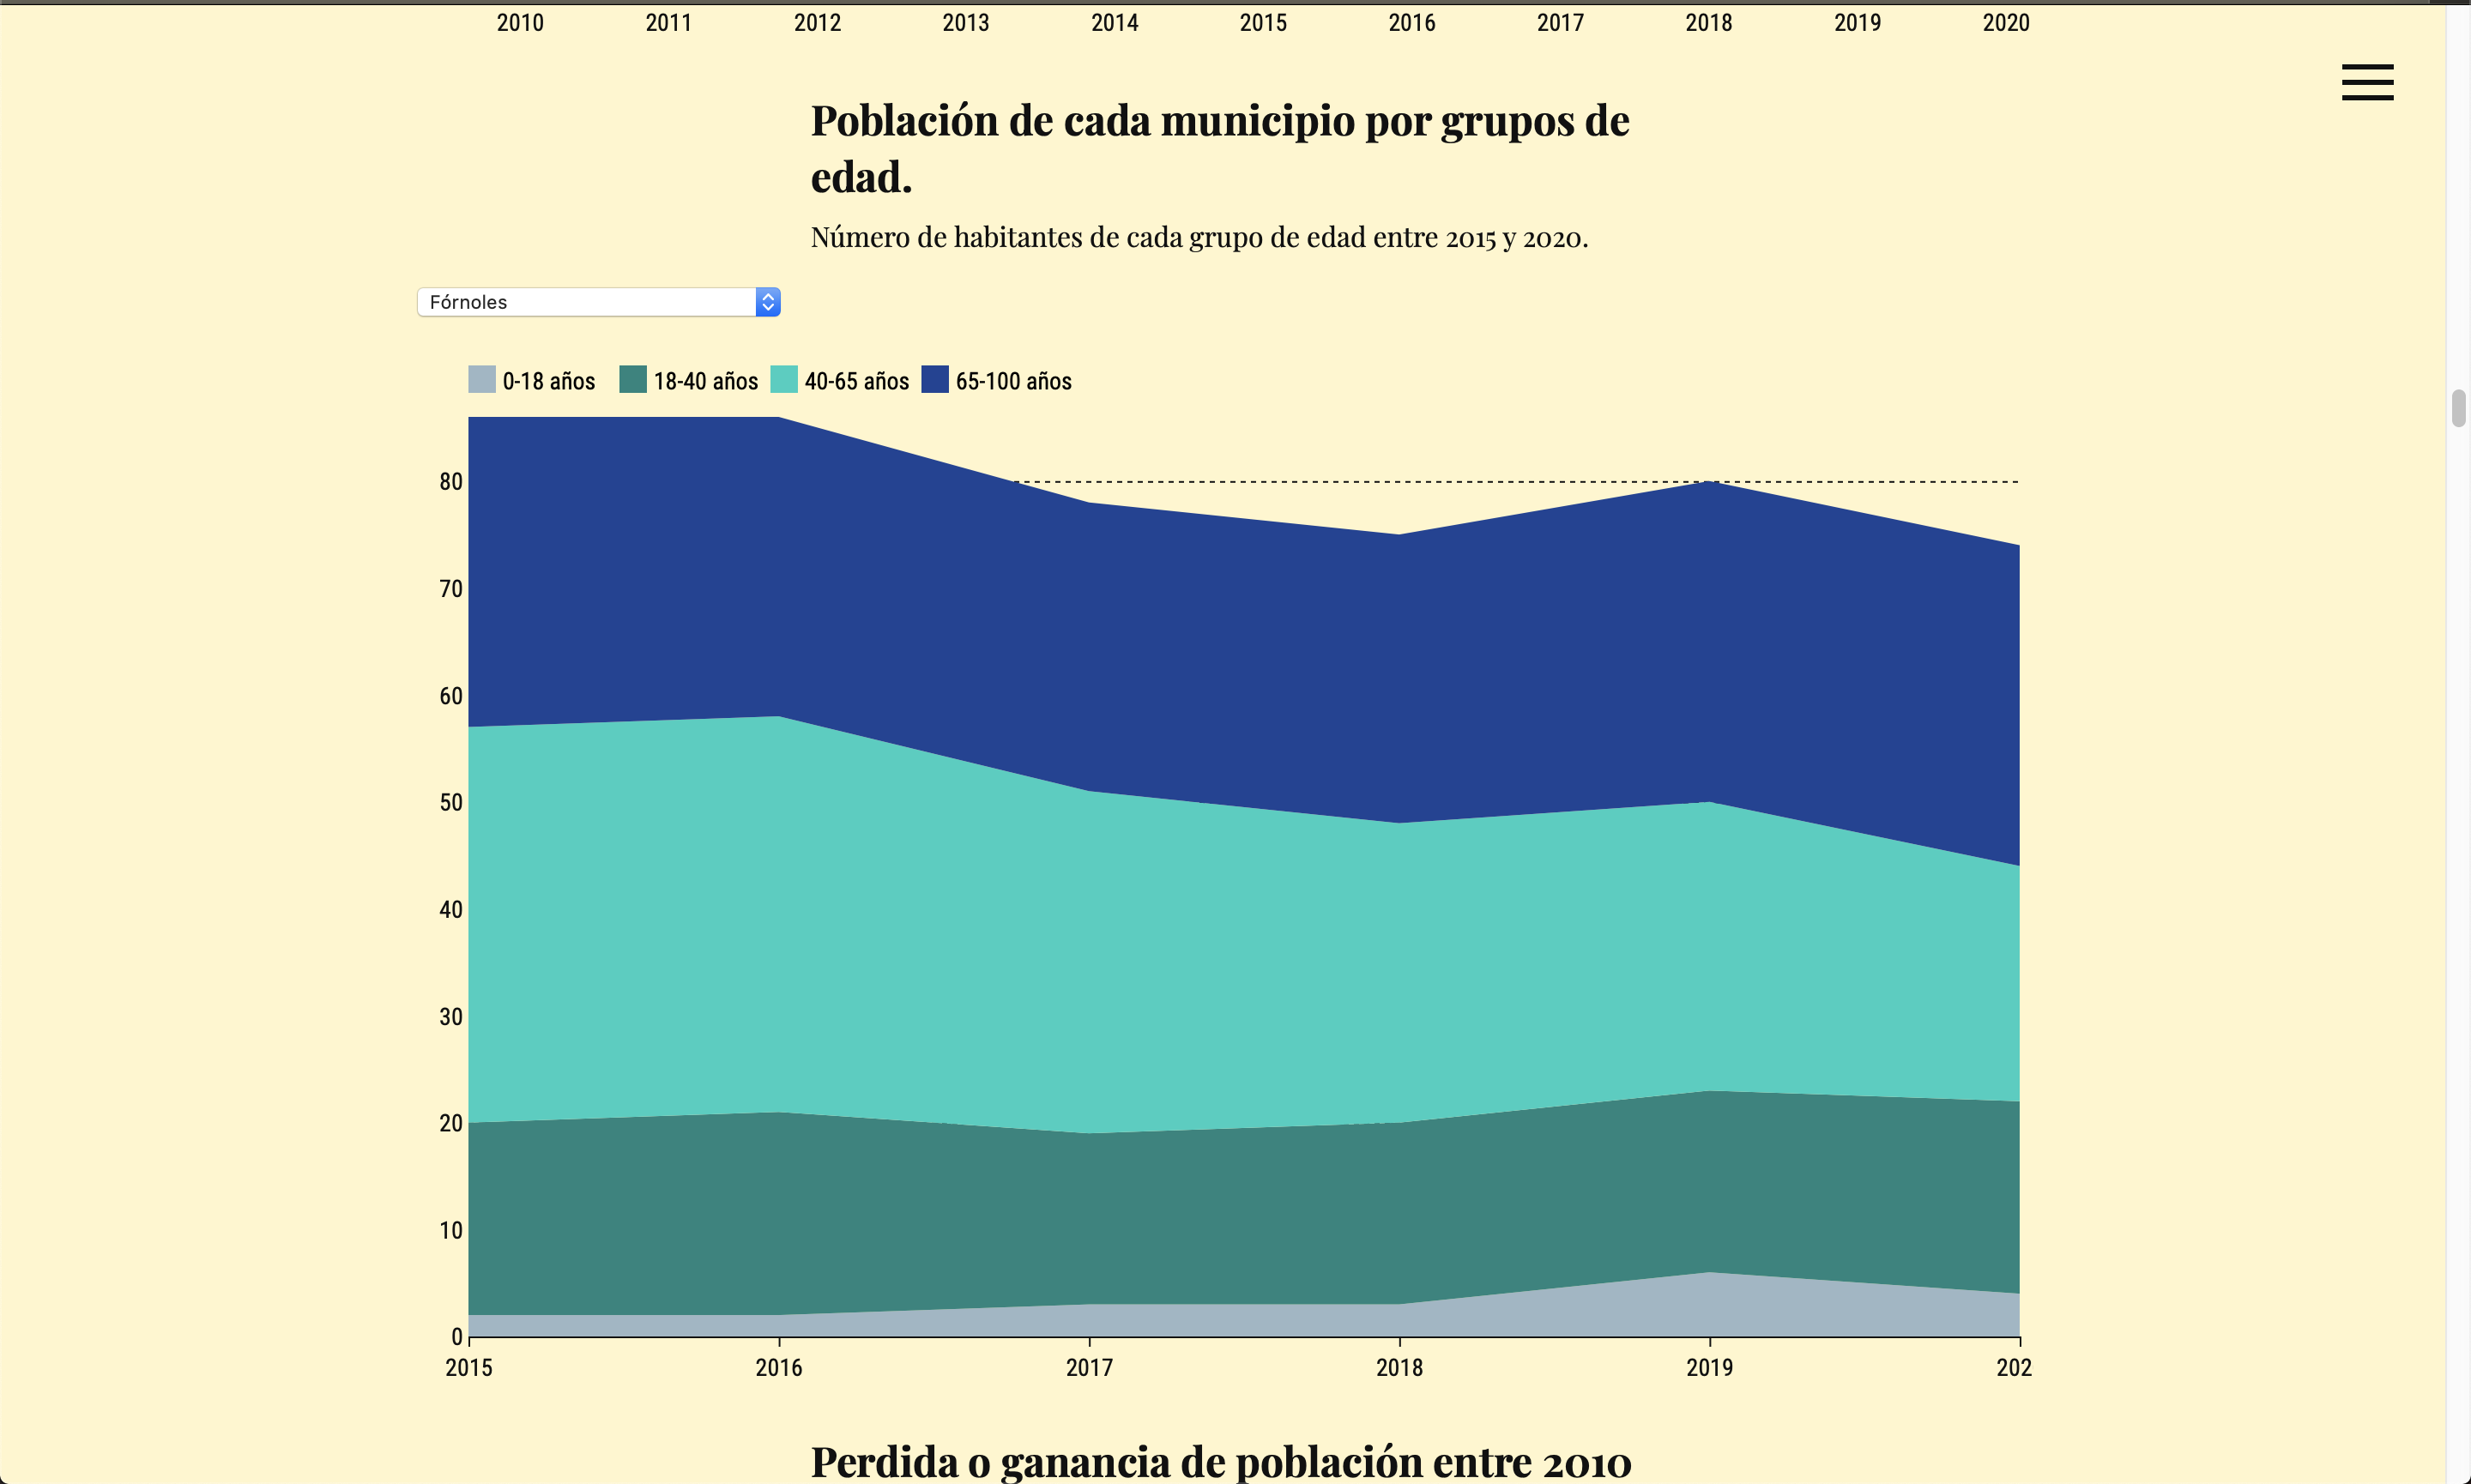 2010 2011 2012 2013 2014 2015 2016 2017 2018 2019 2020
Población de cada municipio por grupos de
edad.
Número de habitantes de cada grupo de edad entre 2015 y 2020.
Fórnoles
0-18 años 18-40 años 40-65 años 65-100 años
80
70
60
50
40
30
20
10
0
2015 2016 2017 2018 2019 202
Perdida o ganancia de población entre 2010